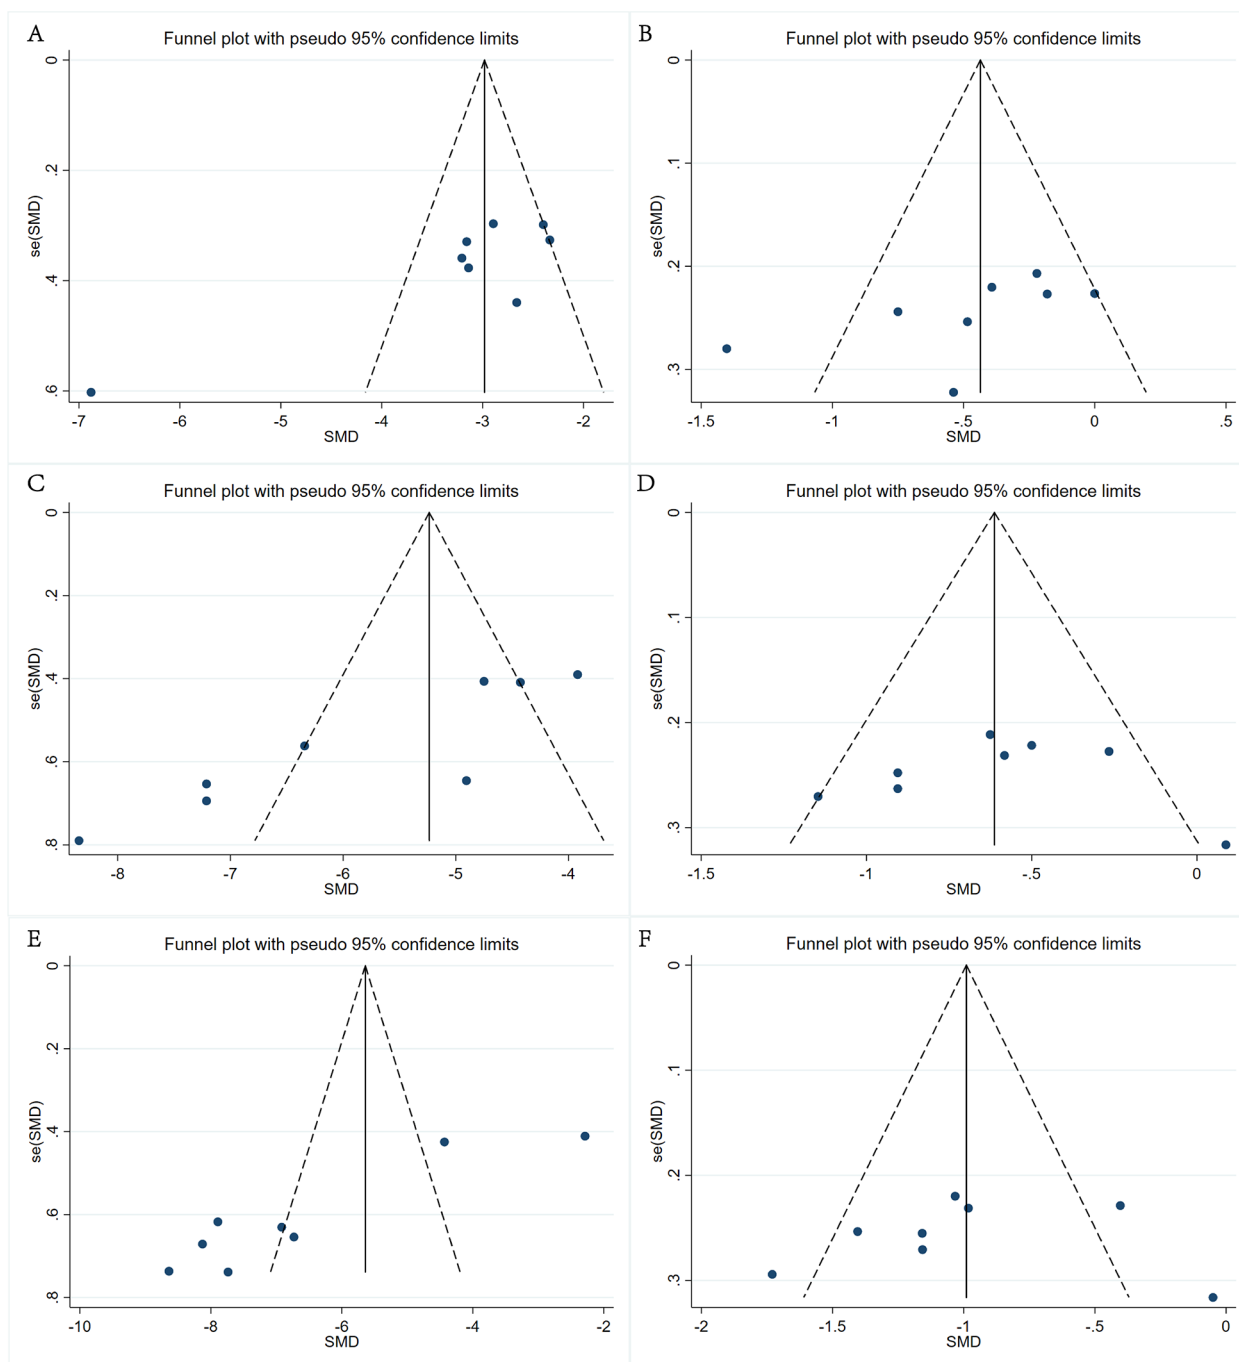 A
Funnel plot with pseudo 95% confidence limits
se(SMD)
0
.2
.4
.6
-7 -6 -5 -4 -3 -2
SMD
B
Funnel plot with pseudo 95% confidence limits
se(SMD)
0
.1
.2
.3
-1.5 -1 -.5 0 .5
SMD
C
Funnel plot with pseudo 95% confidence limits
se(SMD)
0
.2
.4
.6
.8
-8 -7 -6 -5 -4
SMD
D
Funnel plot with pseudo 95% confidence limits
se(SMD)
0
.1
.2
.3
-1.5 -1 -.5 0
SMD
E
Funnel plot with pseudo 95% confidence limits
se(SMD)
0
.2
.4
.6
.8
-10 -8 -6 -4 -2
SMD
F
Funnel plot with pseudo 95% confidence limits
se(SMD)
0
.1
.2
.3
-2 -1.5 -1 -.5 0
SMD